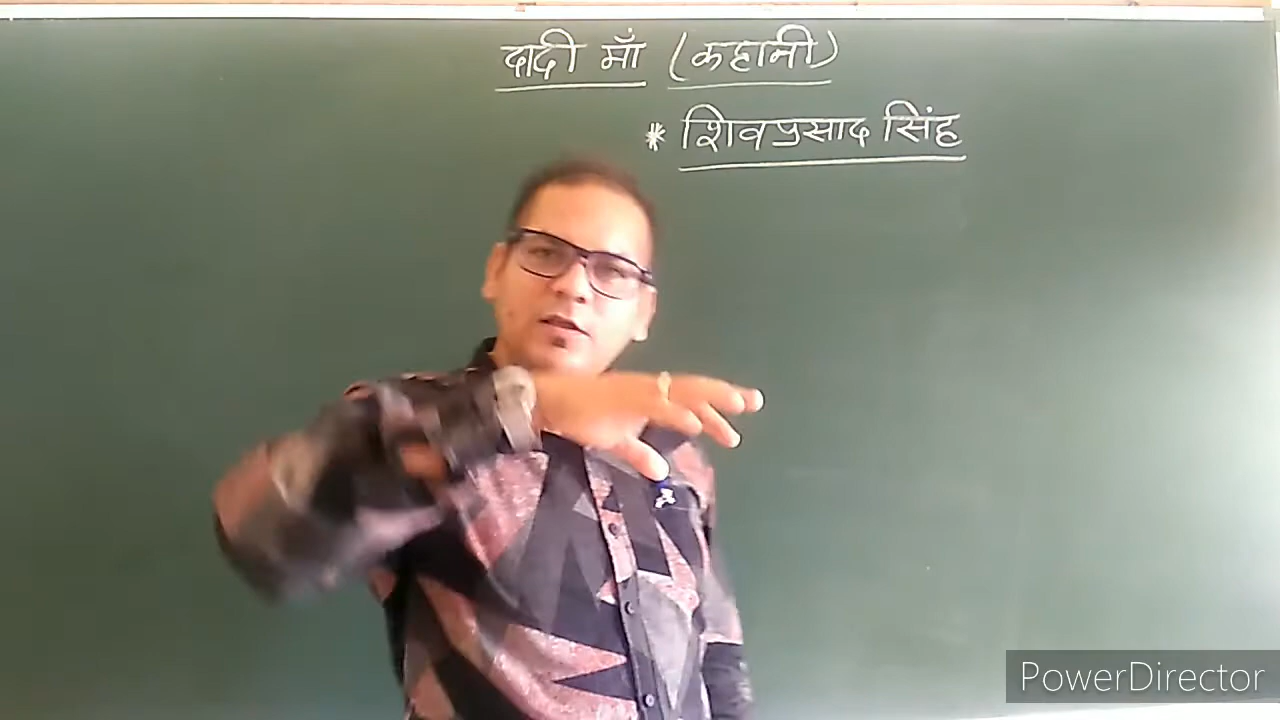 दादी माँ (कहानी)
* शिवप्रसाद सिंह
PowerDirector